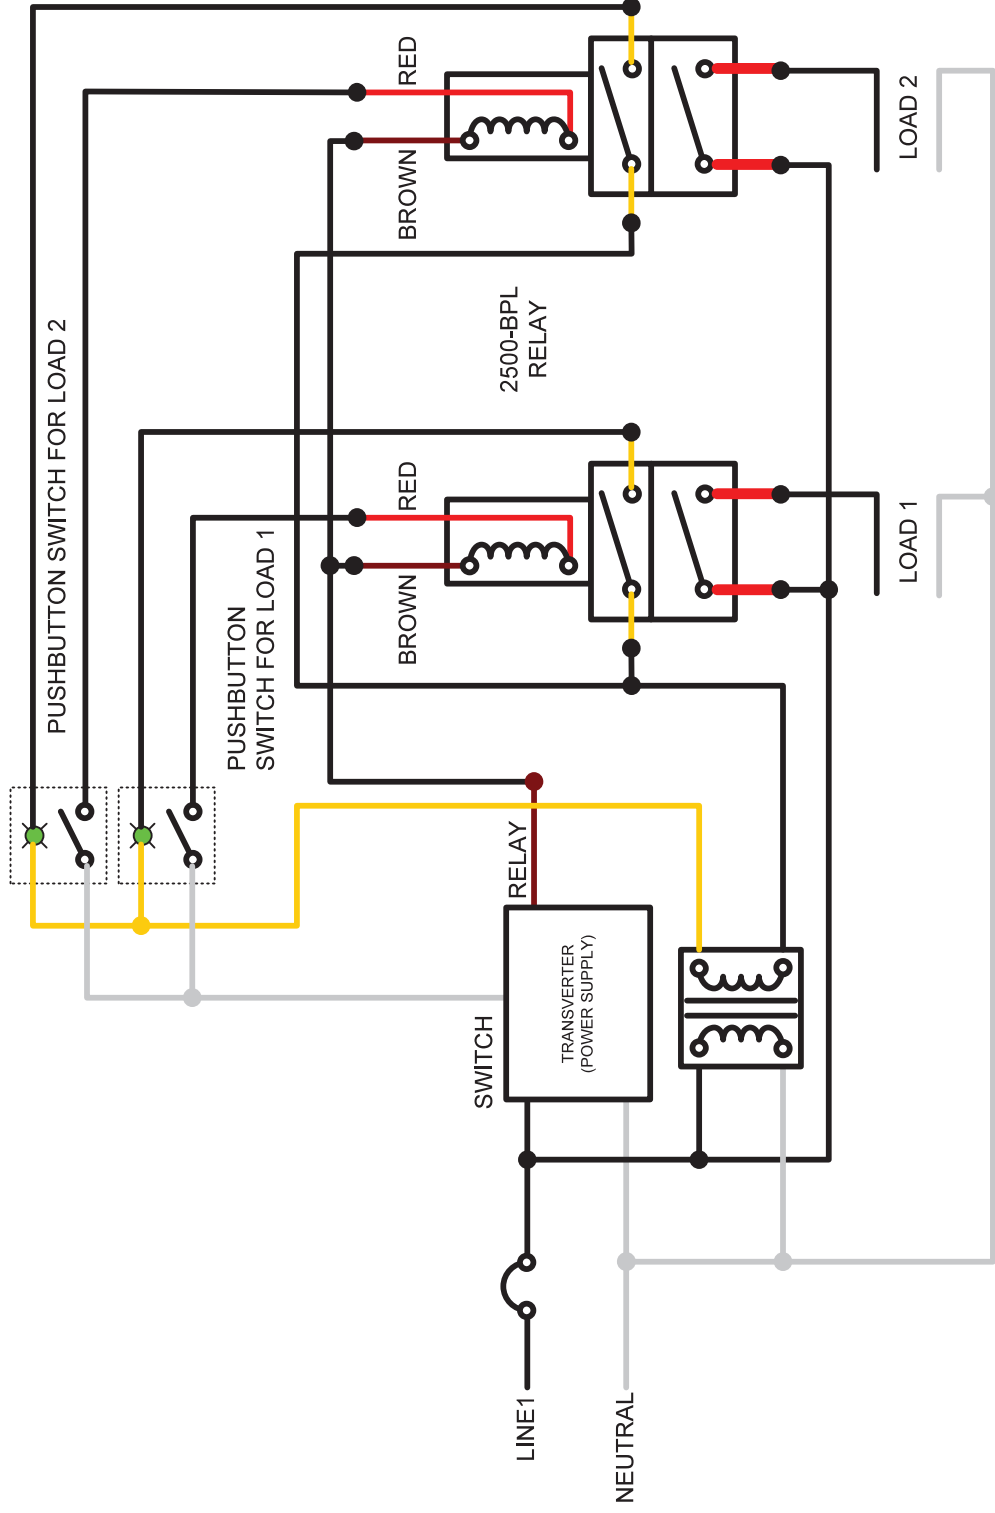 PUSHBUTTON SWITCH FOR LOAD 2
PUSHBUTTON
SWITCH FOR LOAD 1
RED
BROWN
RED
BROWN
2500-BPL
RELAY
LOAD 2
LOAD 1
RELAY
SWITCH
TRANSVERTER
(POWER SUPPLY)
LINE1
NEUTRAL